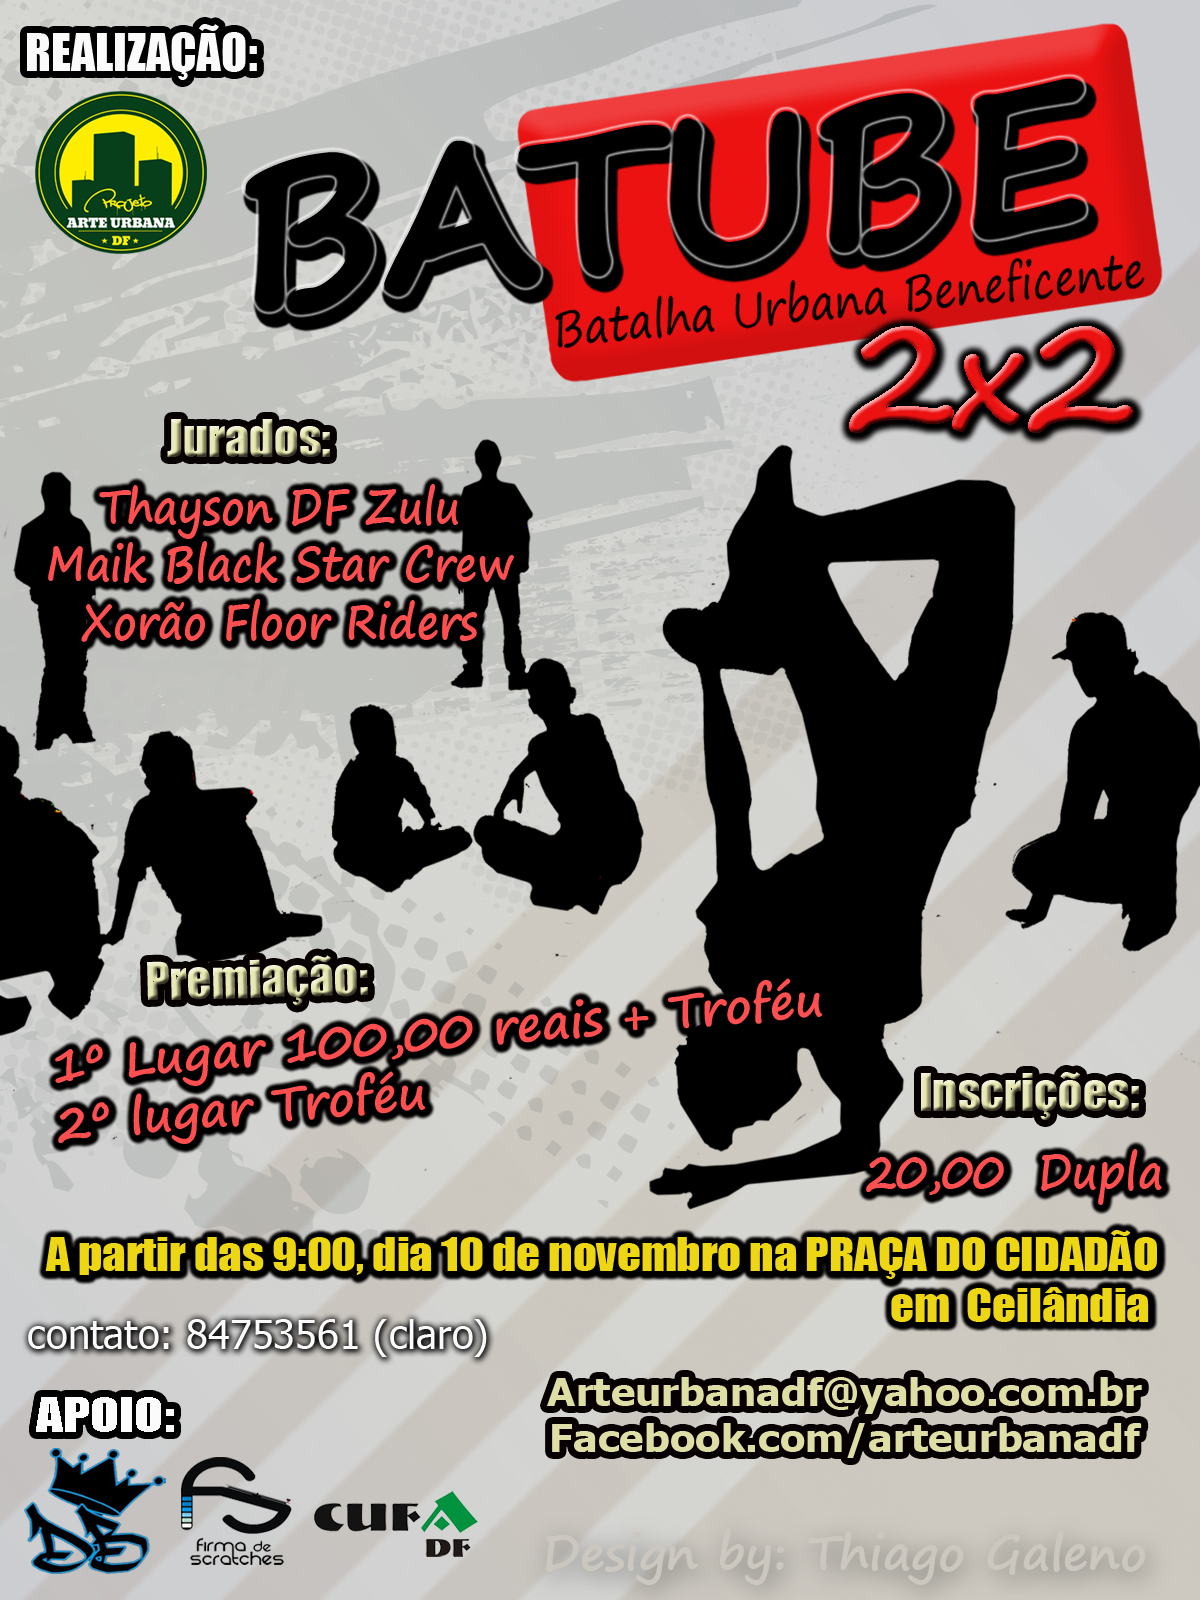 REALIZAÇÃO:
Projeto
ARTE URBANA
DF
BATUBE
Batalha Urbana Beneficente
2x2
Jurados:
Thayson DF Zulu
Maik Black Star Crew
Xorão Floor Riders
Premiação:
1º Lugar 100,00 reais + Troféu
2º lugar Troféu
Inscrições:
20,00 Dupla
A partir das 9:00, dia 10 de novembro na PRAÇA DO CIDADÃO
em Ceilândia
contato: 84753561 (claro)
Arteurbanadf@yahoo.com.br
Facebook.com/arteurbanadf
APOIO:
DB
FS
firma de
scratches
CUFA
DF
Design by: Thiago Galeno